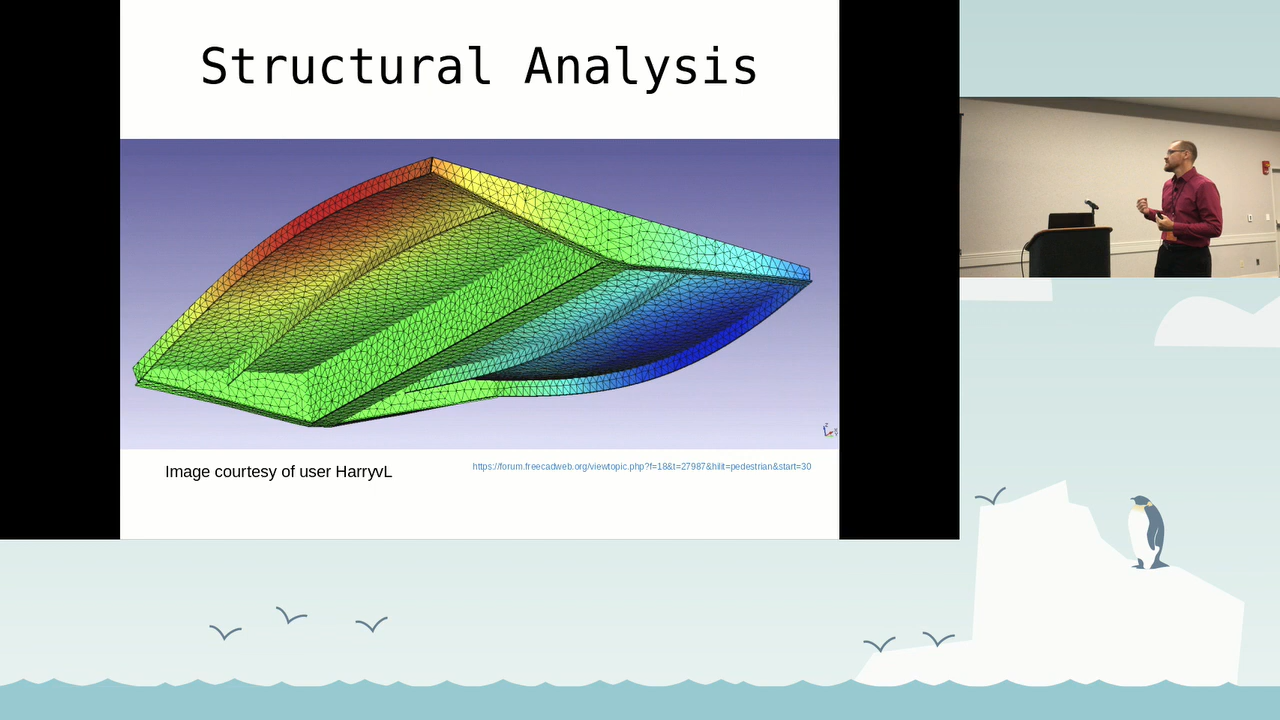 Structural Analysis
Image courtesy of user HarryvL
https://forum.freecadweb.org/viewtopic.php?f=18&t=27987&hilit=pedestrian&start=30